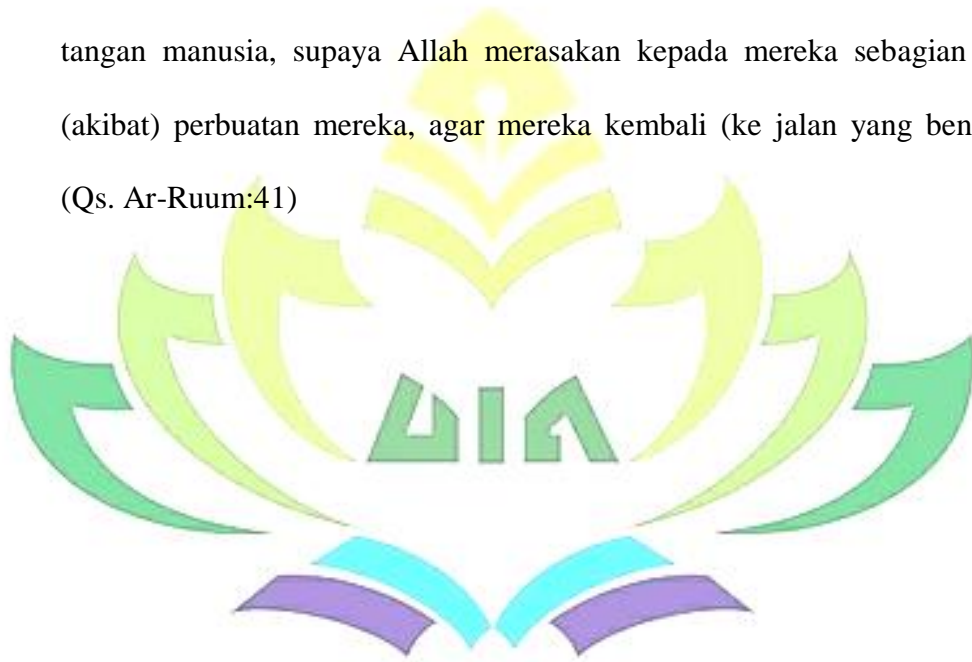 tangan manusia, supaya Allah merasakan kepada mereka sebagian
(akibat) perbuatan mereka, agar mereka kembali (ke jalan yang ben
(Qs. Ar-Ruum:41)
UIN